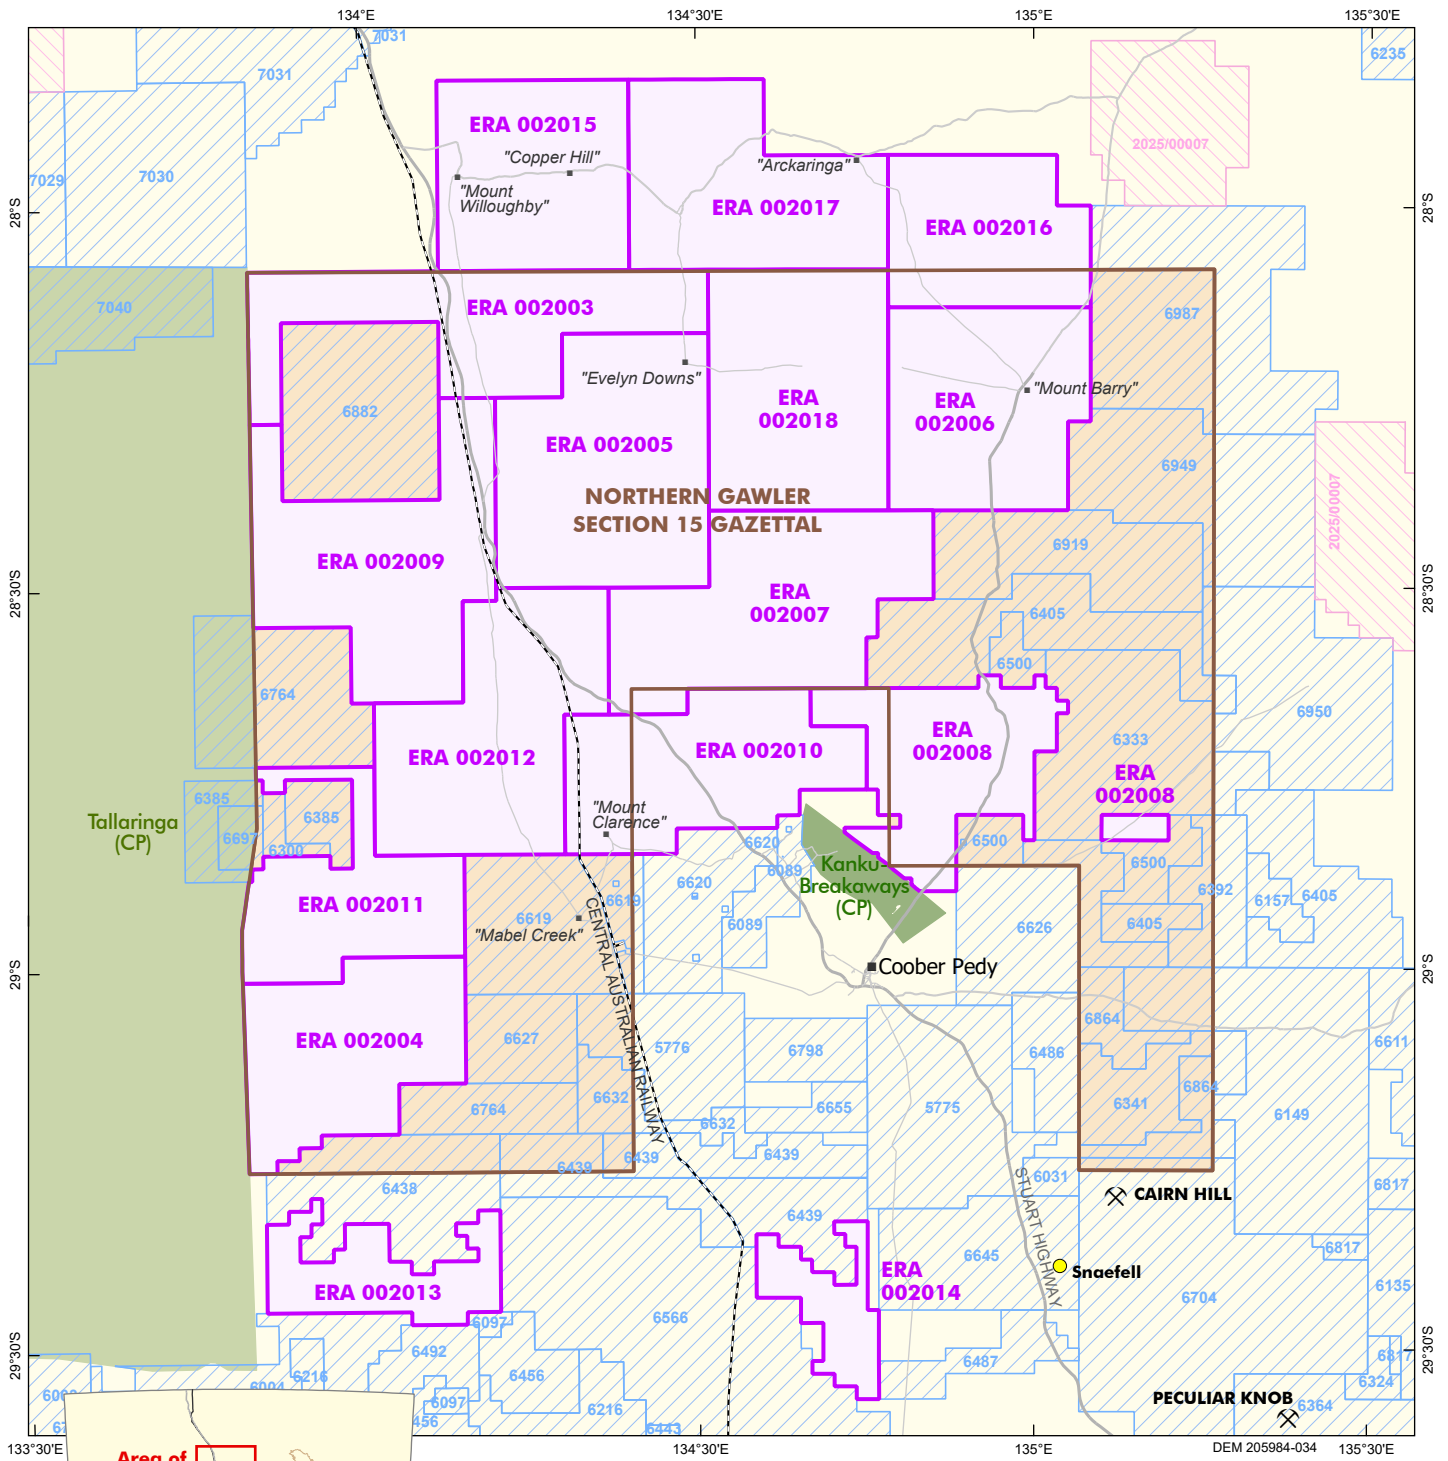 134°E
134°30'E
135°E
135°30'E
7031
7031
6235
ERA 002015
"Copper Hill"
"Arckaringa"
2025/00007
7029
7030
"Mount
Willoughby"
ERA 002017
ERA 002016
28°S
28°S
7040
ERA 002003
6987
"Evelyn Downs"
"Mount Barry"
6882
ERA
002018
ERA
002006
ERA 002005
6949
NORTHERN GAWLER
SECTION 15 GAZETTAL
2025/00007
ERA 002009
6919
28°30'S
28°30'S
ERA
002007
6405
6500
6764
6950
ERA 002012
ERA 002010
ERA
002008
6333
ERA
002008
6385
6385
6697
6300
Tallaringa
(CP)
"Mount
Clarence"
6620
6089
6500
6500
Kanku
Breakaways
(CP)
6620
6619
6619
6392
6157
6405
ERA 002011
"Mabel Creek"
6089
6626
6405
CENTRAL AUSTRALIAN RAILWAY
Coober Pedy
29°S
29°S
6864
ERA 002004
6627
5776
6798
6486
6611
6864
6764
6632
6632
6655
5775
6341
6149
6439
6439
6439
6031
6438
6817
CAIRN HILL
STUART HIGHWAY
6439
6645
6817
Snaefell
ERA
002014
ERA 002013
6704
6135
6097
6566
6492
6487
6817
29°30'S
29°30'S
6216
6004
6456
6324
6097
6216
PECULIAR KNOB
6364
456
6443
133°30'E
134°30'E
135°E
135°30'E
DEM 205984-034
Area of